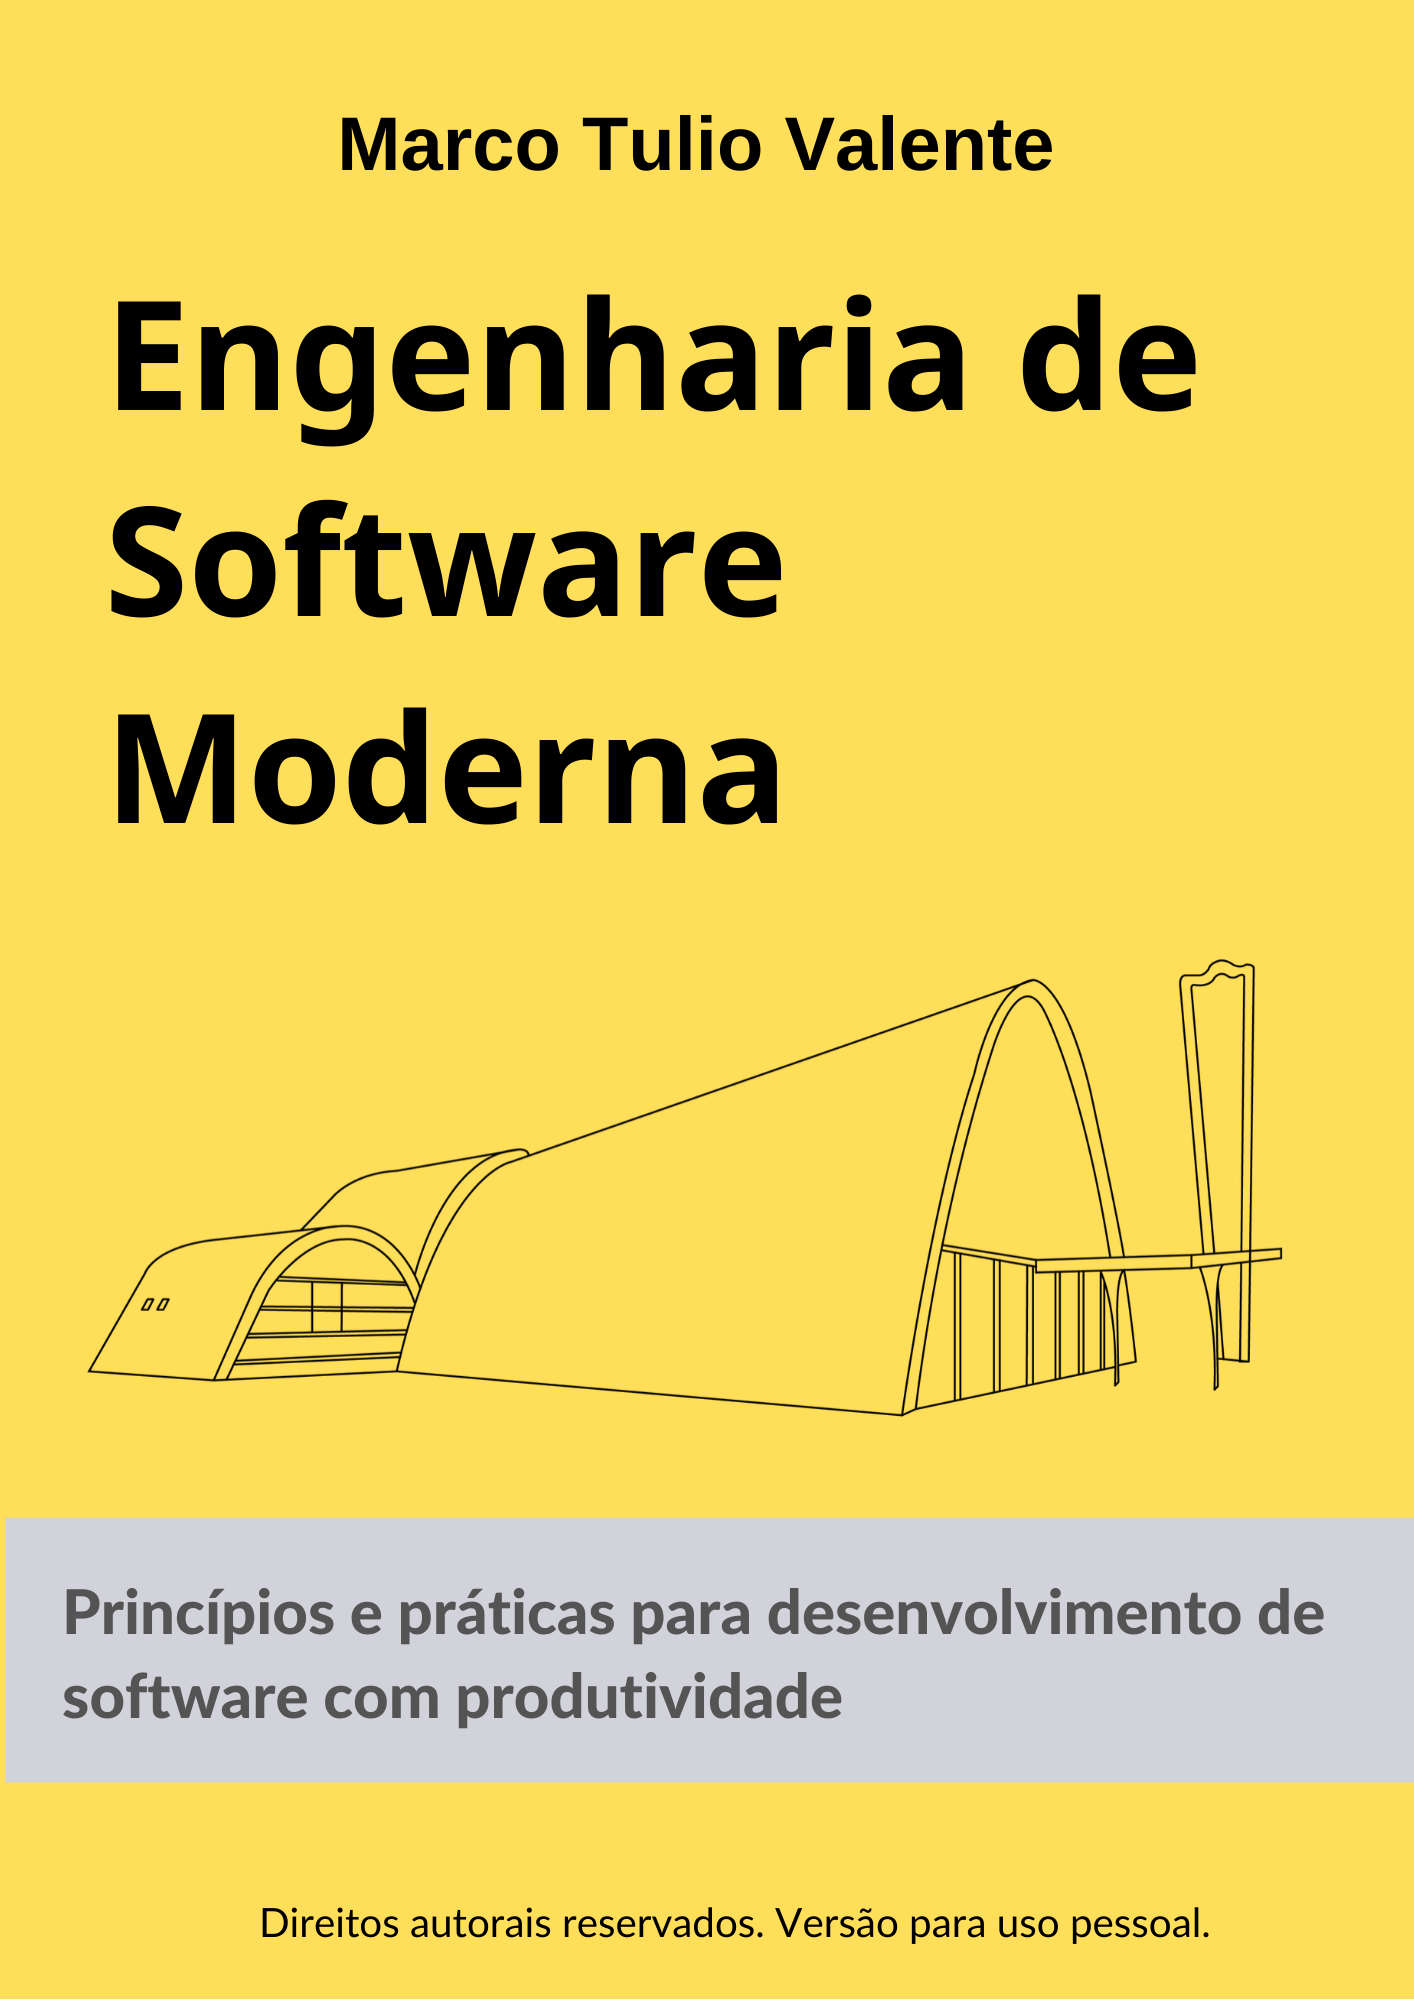 Marco Tulio Valente
Engenharia de
Software
Moderna
Princípios e práticas para desenvolvimento de
software com produtividade
Direitos autorais reservados. Versão para uso pessoal.